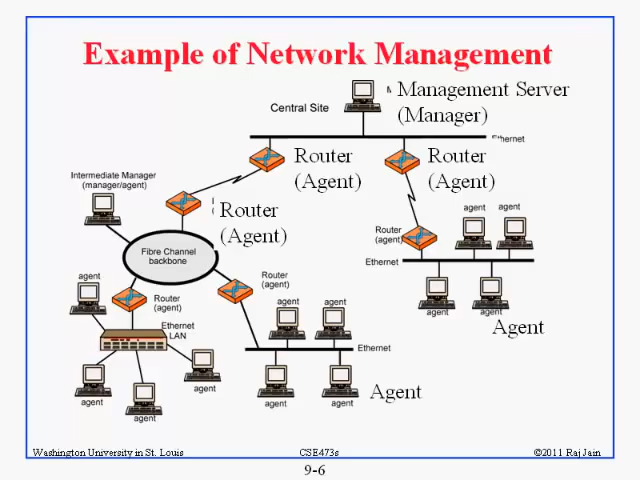 Example of Network Management
Management Server
(Manager)
Central Site
Ethernet
Router
(Agent)
Router
(Agent)
Intermediate Manager
(manager/agent)
Router
(Agent)
agent
agent
Router
(agent)
Fibre Channel
backbone
Ethernet
agent
Router
(agent)
Router
(agent)
agent
agent
agent
agent
Ethernet
LAN
Agent
Ethernet
agent
agent
agent
agent
agent
Agent
agent
Washington University in St. Louis
CSE473s
©2011 Raj Jain
9-6